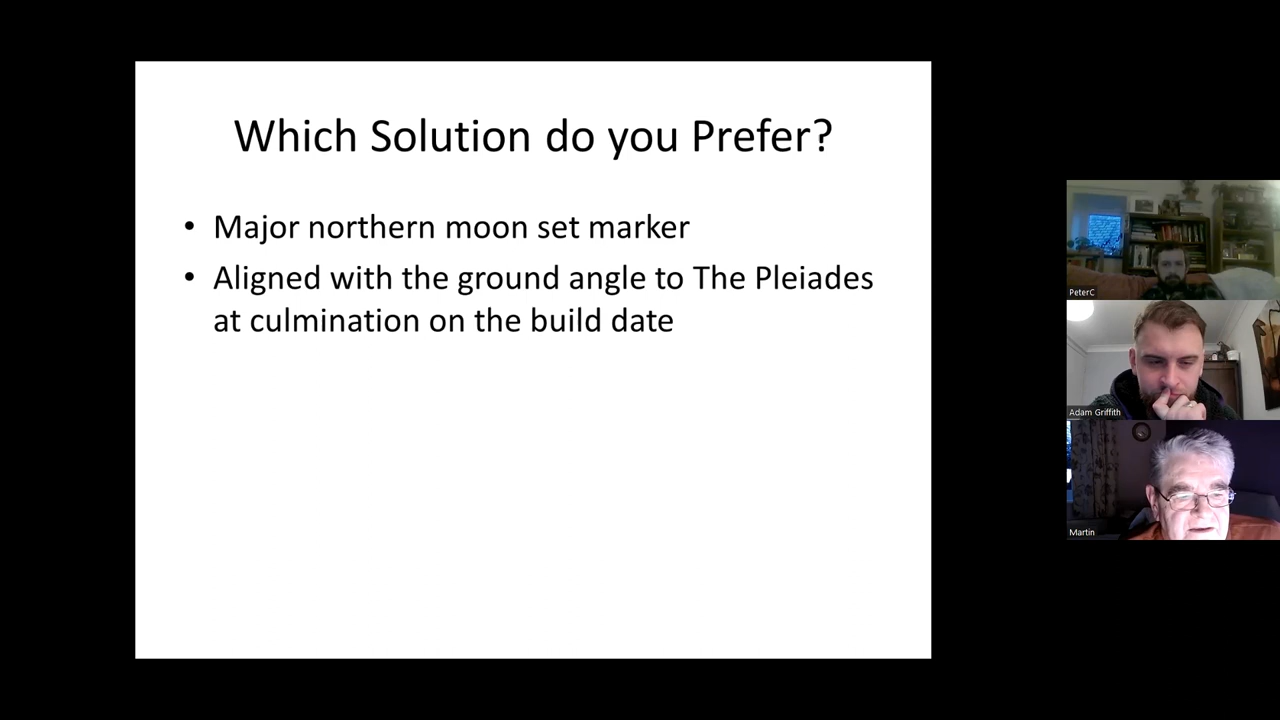 Which Solution do you Prefer?
• Major northern moon set marker
• Aligned with the ground angle to The Pleiades
at culmination on the build date
PeterC
Adam Griffith
Martin